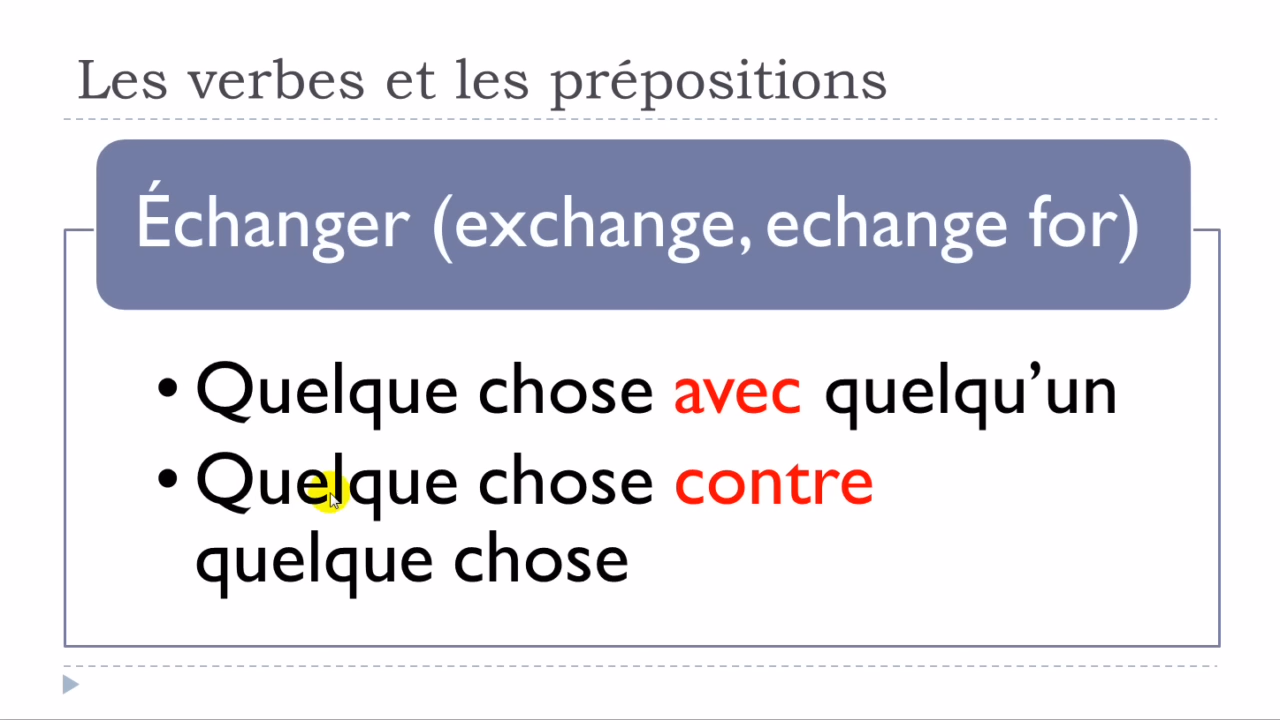 Les verbes et les prépositions
Échanger (exchange, echange for)
• Quelque chose avec quelqu’un
• Quelque chose contre
quelque chose